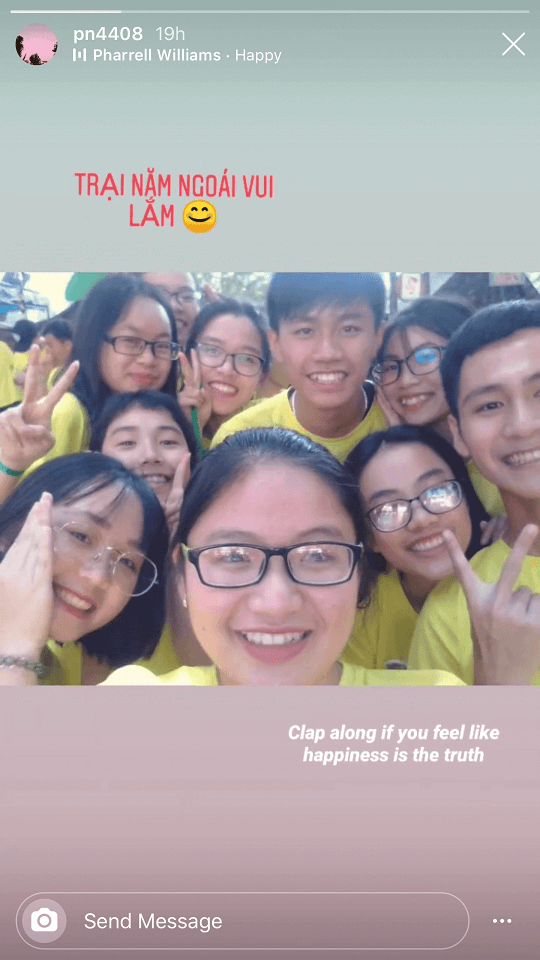 pn4408 19h
Pharrell Williams · Happy
TRẠI NĂM NGOÁI VUI
LẮM 😊
Clap along if you feel like
happiness is the truth
Send Message